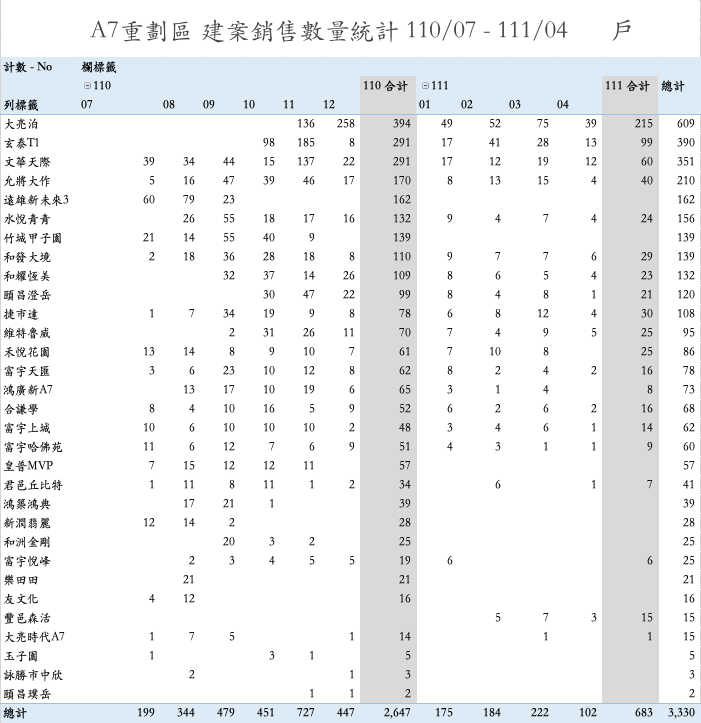 A7重劃區 建案銷售數量統計 110/07 - 111/04 戶
計數 - No 欄標籤
110 110 合計 111 111 合計 總計
列標籤 07 08 09 10 11 12 01 02 03 04
大亮泊 136 258 394 49 52 75 39 215 609
玄泰T1 98 185 8 291 17 41 28 13 99 390
文華天際 39 34 44 15 137 22 291 17 12 19 12 60 351
允將大作 5 16 47 39 46 17 170 8 13 15 4 40 210
遠雄新未來3 60 79 23 162 162
水悅青青 26 55 18 17 16 132 9 4 7 4 24 156
竹城甲子園 21 14 55 40 9 139 139
和發大境 2 18 36 28 18 8 110 9 7 7 6 29 139
和耀恆美 32 37 14 26 109 8 6 5 4 23 132
頤昌澄岳 30 47 22 99 8 4 8 1 21 120
捷市達 1 7 34 19 9 8 78 6 8 12 4 30 108
維特魯威 2 31 26 11 70 7 4 9 5 25 95
禾悅花園 13 14 8 9 10 7 61 7 10 8 25 86
富宇天匯 3 6 23 10 12 8 62 8 2 4 2 16 78
鴻廣新A7 13 17 10 19 6 65 3 1 4 8 73
合謙學 8 4 10 16 5 9 52 6 2 6 2 16 68
富宇上城 10 6 10 10 10 2 48 3 4 6 1 14 62
富宇哈佛苑 11 6 12 7 6 9 51 4 3 1 1 9 60
皇普MVP 7 15 12 12 11 57 57
君邑丘比特 1 11 8 11 1 2 34 6 1 7 41
鴻築鴻典 17 21 1 39 39
新潤翡麗 12 14 2 28 28
和洲金剛 20 3 2 25 25
富宇悅峰 2 3 4 5 5 19 6 6 25
樂田田 21 21 21
友文化 4 12 16 16
豐邑森活 5 7 3 15 15
大亮時代A7 1 7 5 1 14 1 1 15
玉子園 1 3 1 5 5
詠勝市中欣 2 1 3 3
頤昌璞岳 1 1 2 2
總計 199 344 479 451 727 447 2,647 175 184 222 102 683 3,330